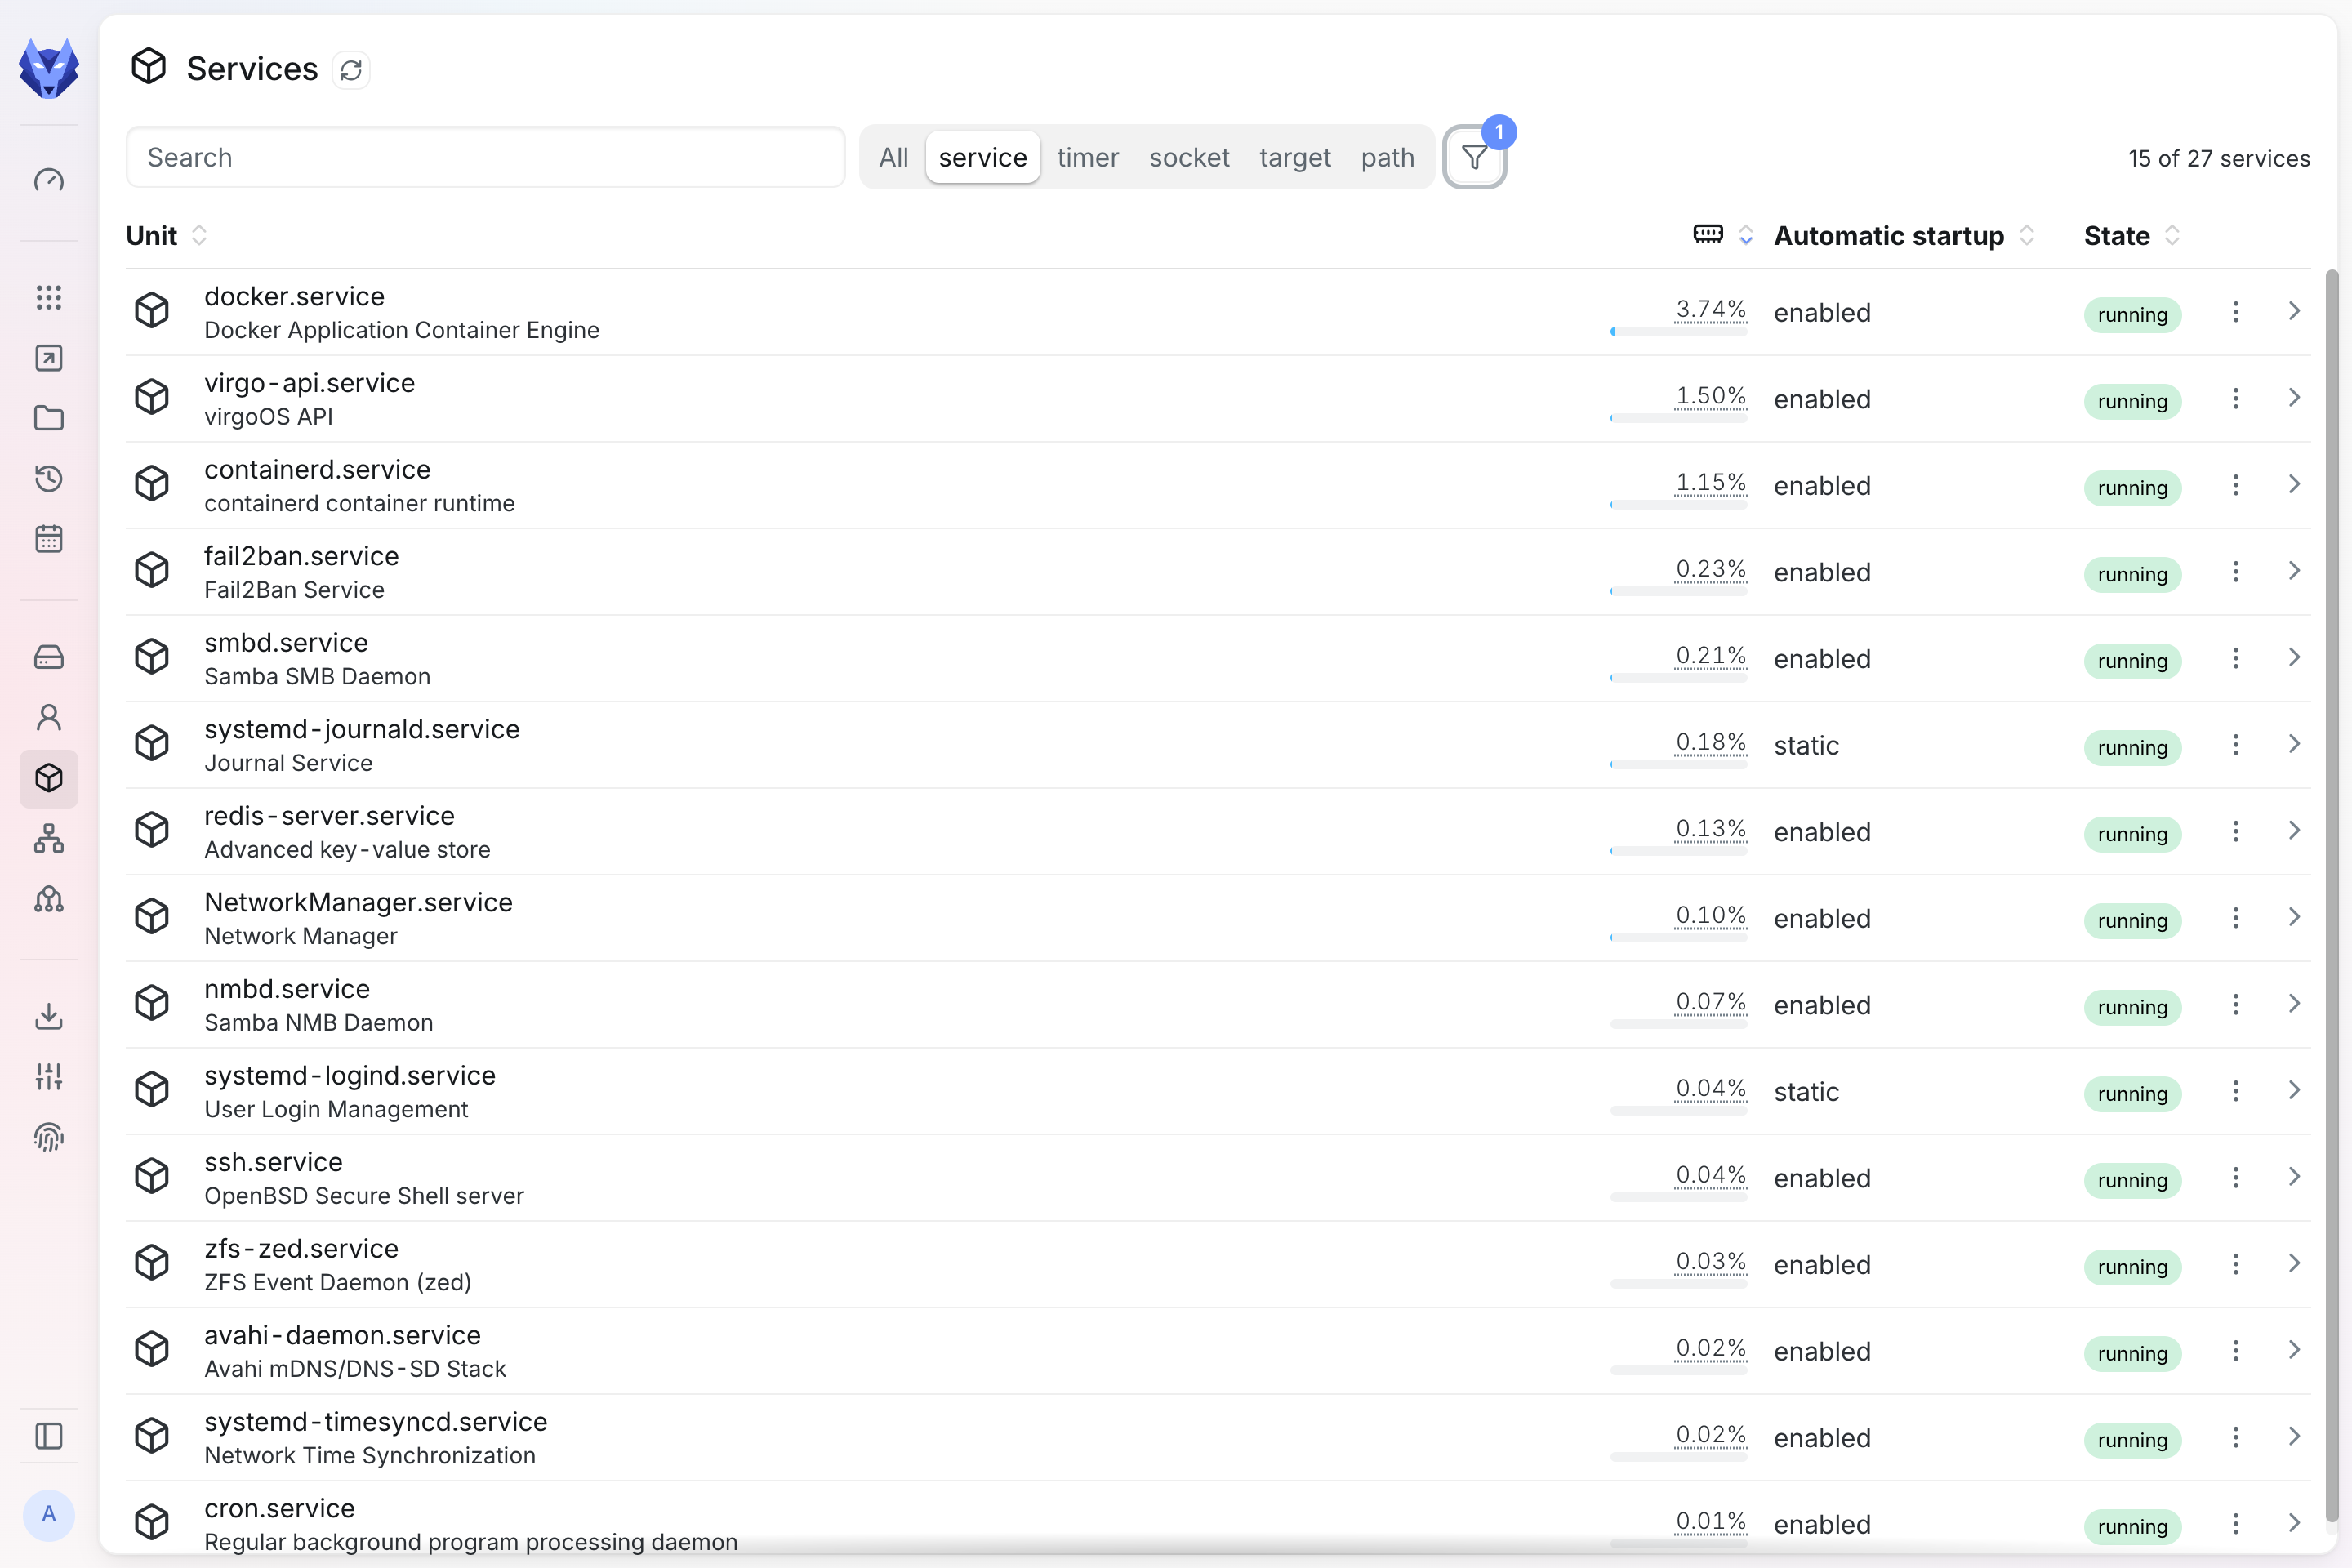 Services
Search
All service timer socket target path
1
15 of 27 services
Unit Automatic startup State
docker.service
Docker Application Container Engine
3.74% enabled running
virgo-api.service
virgoOS API
1.50% enabled running
containerd.service
containerd container runtime
1.15% enabled running
fail2ban.service
Fail2Ban Service
0.23% enabled running
smbd.service
Samba SMB Daemon
0.21% enabled running
systemd-journald.service
Journal Service
0.18% static running
redis-server.service
Advanced key-value store
0.13% enabled running
NetworkManager.service
Network Manager
0.10% enabled running
nmbd.service
Samba NMB Daemon
0.07% enabled running
systemd-logind.service
User Login Management
0.04% static running
ssh.service
OpenBSD Secure Shell server
0.04% enabled running
zfs-zed.service
ZFS Event Daemon (zed)
0.03% enabled running
avahi-daemon.service
Avahi mDNS/DNS-SD Stack
0.02% enabled running
systemd-timesyncd.service
Network Time Synchronization
0.02% enabled running
cron.service
Regular background program processing daemon
0.01% enabled running
A